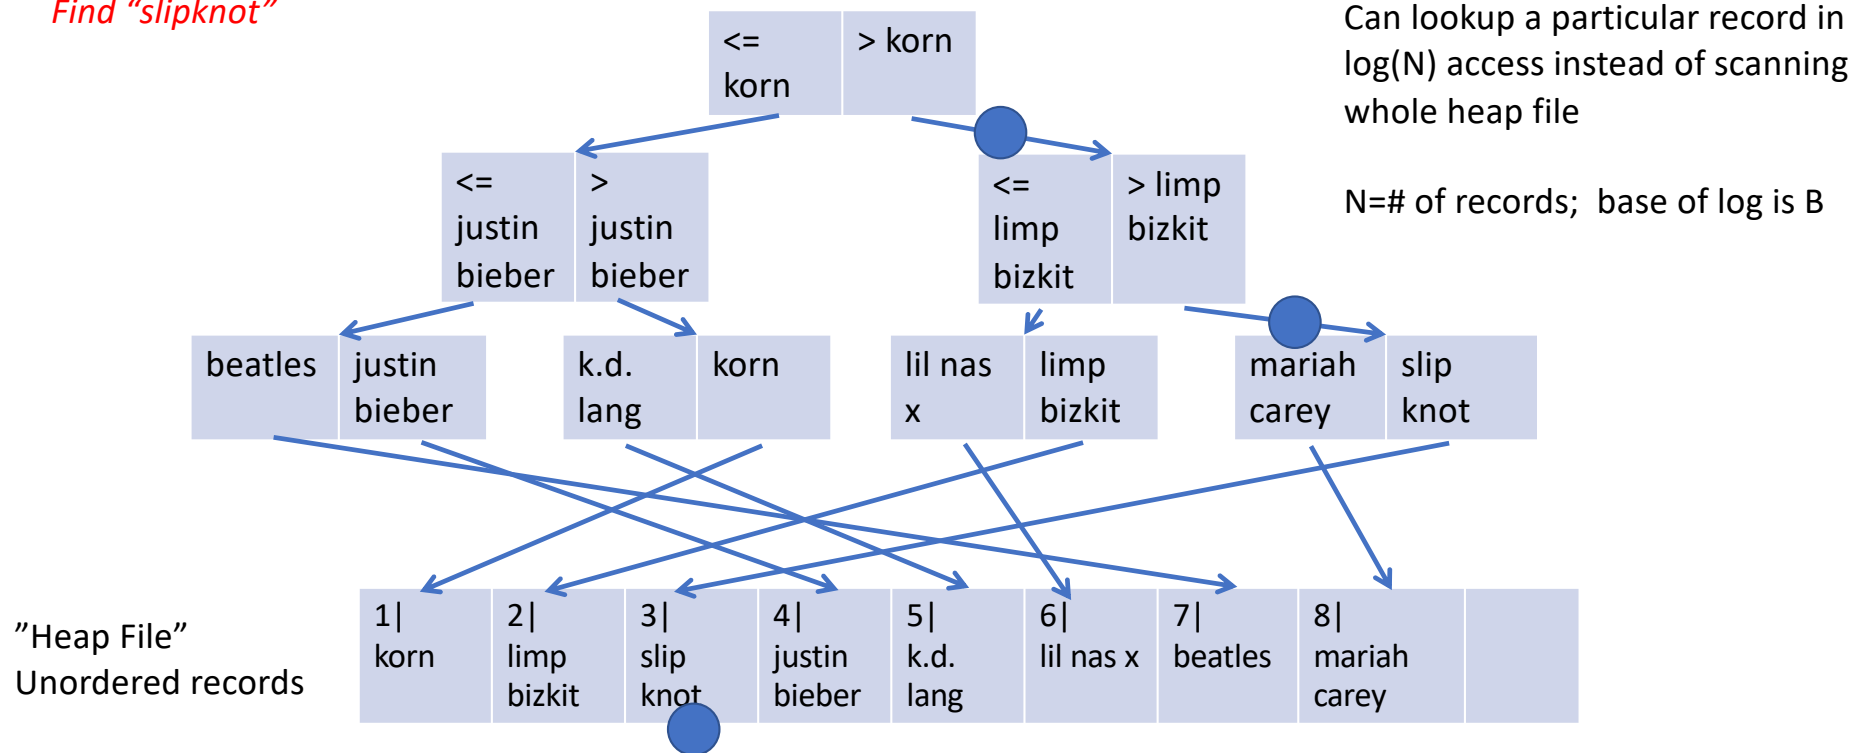 Find “slipknot”
Can lookup a particular record in
log(N) access instead of scanning
whole heap file
N=# of records;  base of log is B
<=
korn
> korn
<=
justin
bieber
>
justin
bieber
<=
limp
bizkit
> limp
bizkit
beatles
justin
bieber
k.d.
lang
korn
lil nas
x
limp
bizkit
mariah
carey
slip
knot
”Heap File”
Unordered records
1|
korn
2|
limp
bizkit
3|
slip
knot
4|
justin
bieber
5|
k.d.
lang
6|
lil nas x
7|
beatles
8|
mariah
carey